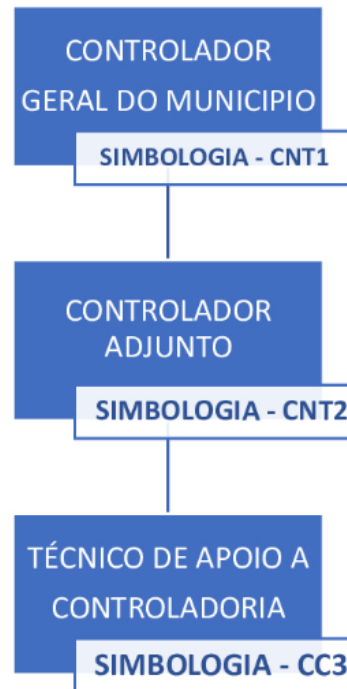 CONTROLADOR
GERAL DO MUNICIPIO
SIMBOLOGIA - CNT1
CONTROLADOR
ADJUNTO
SIMBOLOGIA - CNT2
TÉCNICO DE APOIO A
CONTROLADORIA
SIMBOLOGIA - CC3